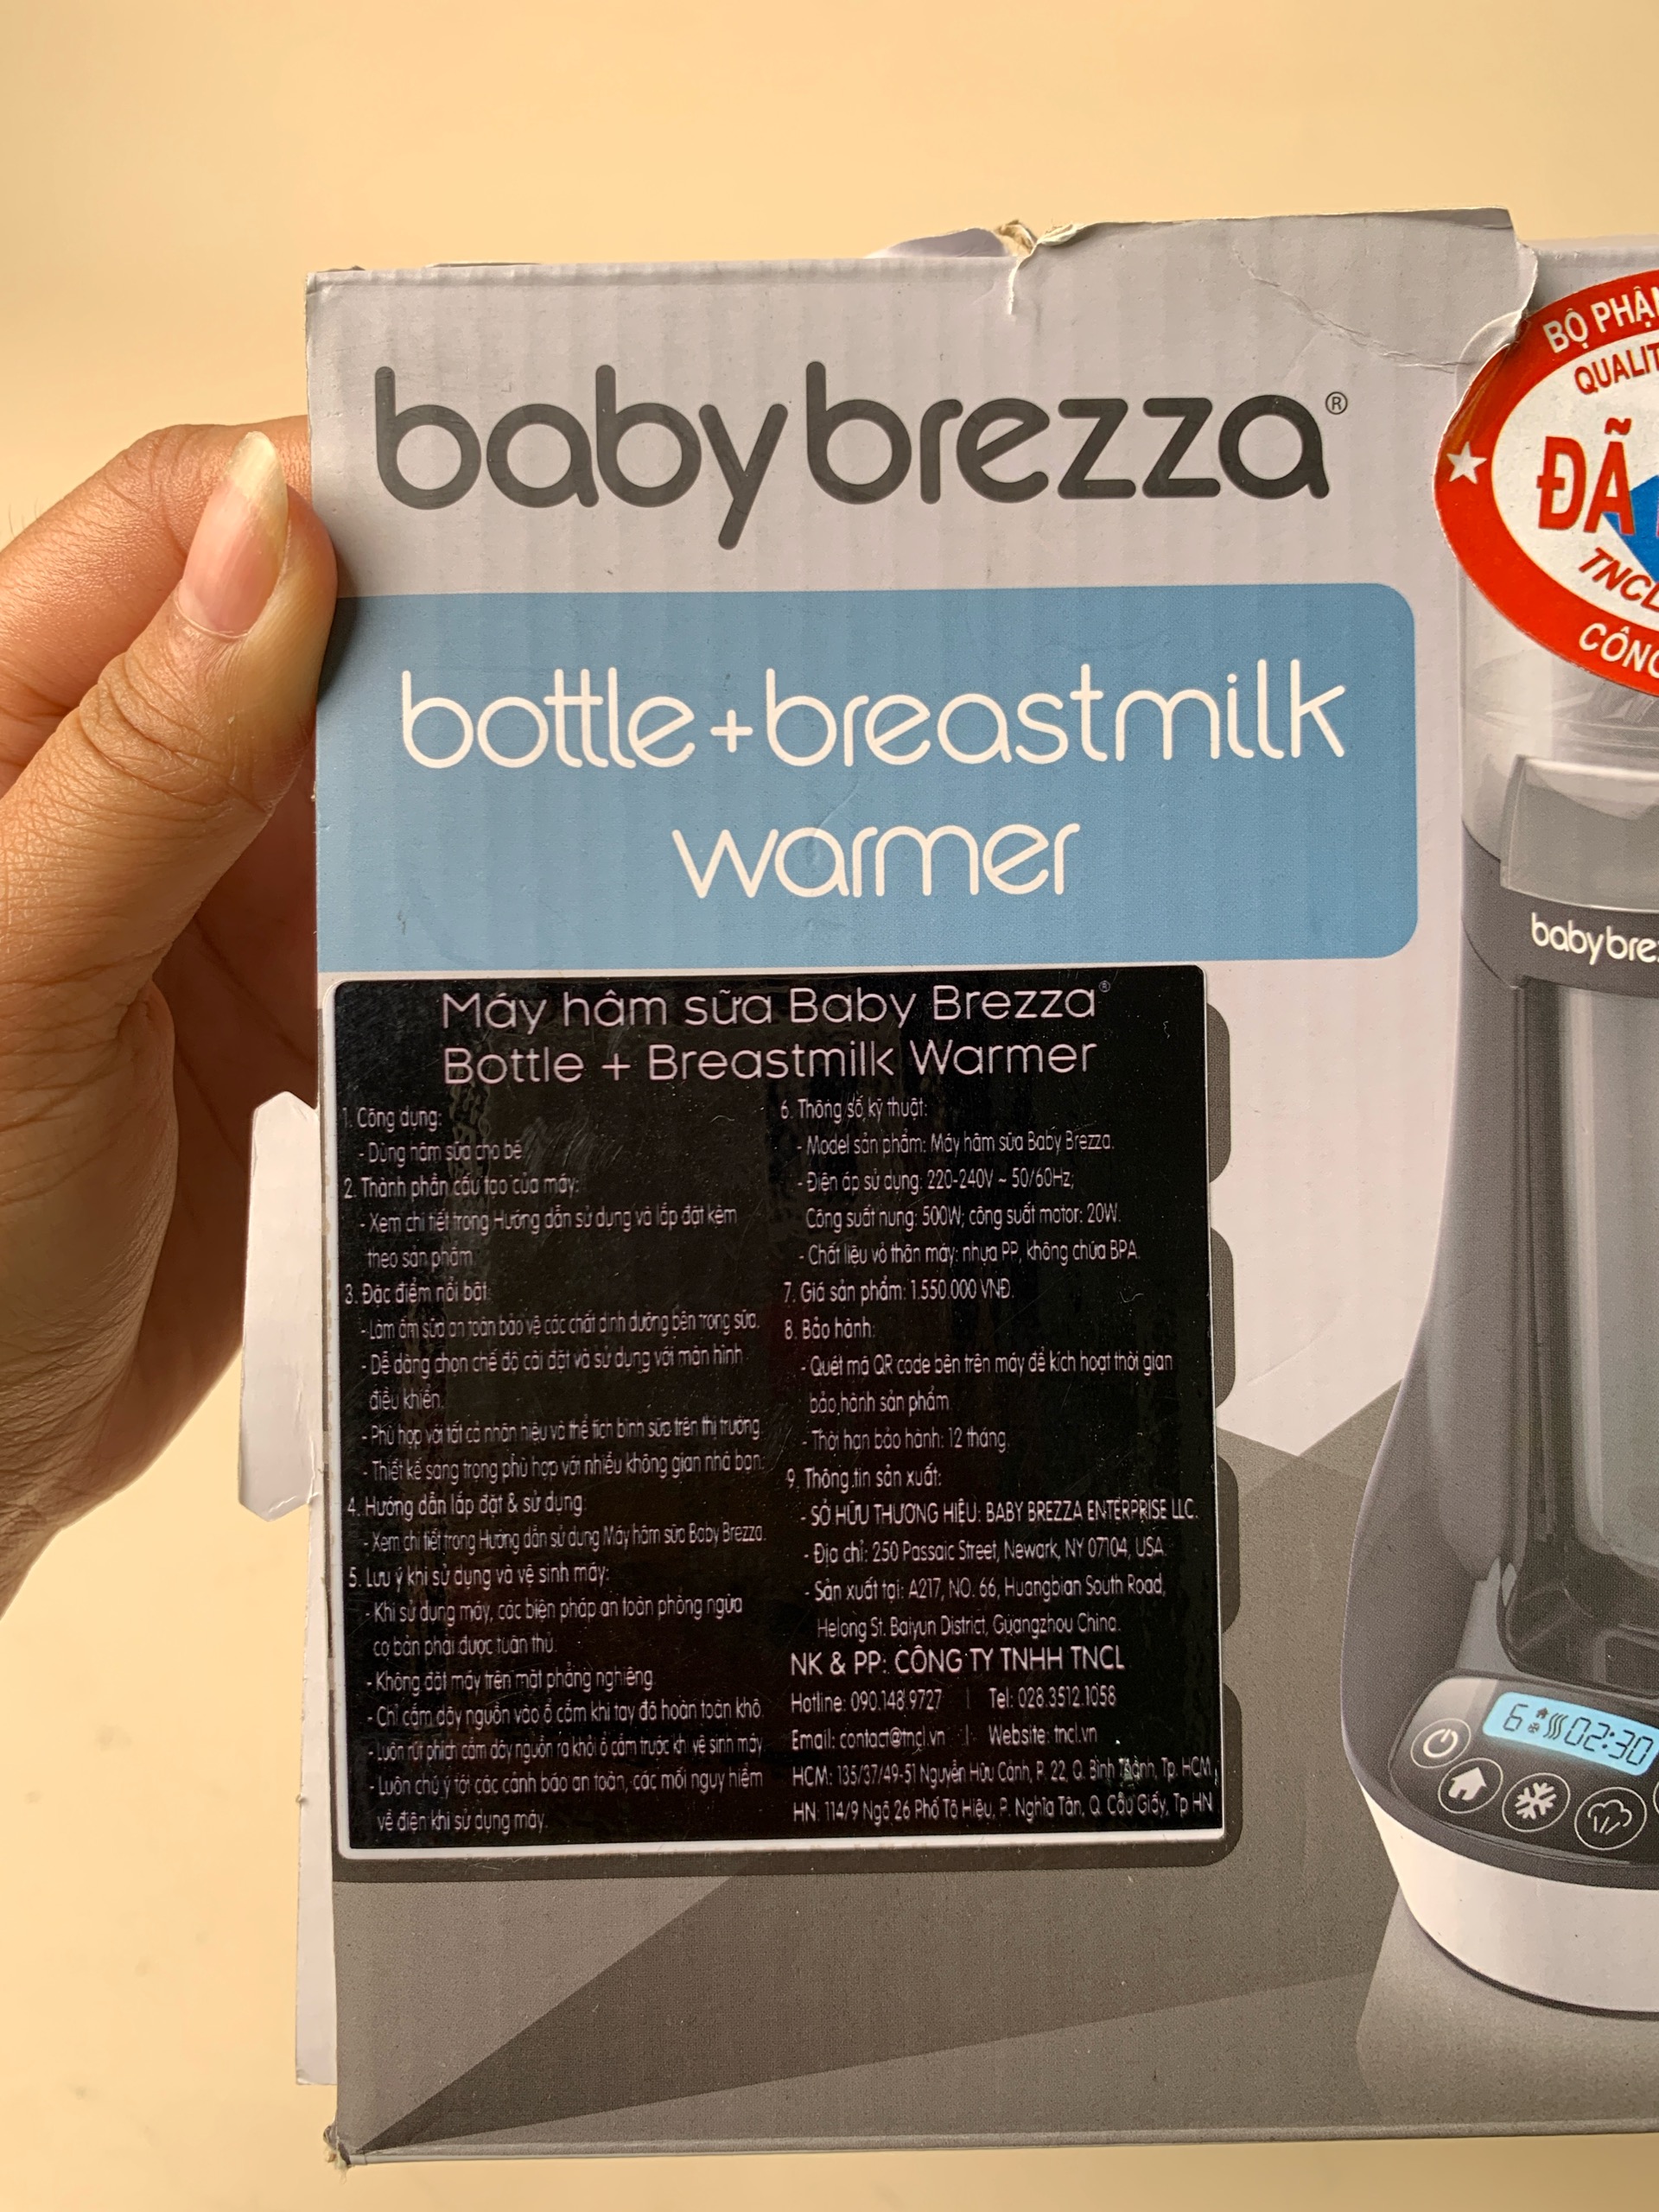 babybrezza®
bottle+breastmilk
warmer
BỘ PHẬN
QUALIT
ĐÃ
TNCL
CÔNG
babybre
6 02:30
Máy hâm sữa Baby Brezza®
Bottle + Breastmilk Warmer
1. Công dụng:
- Dùng hâm sữa cho bé
2. Thành phần cấu tạo của máy:
- Xem chi tiết trong Hướng dẫn sử dụng và lắp đặt kèm
theo sản phẩm
3. Đặc điểm nổi bật:
- Làm ấm sữa an toàn bảo vệ các chất dinh dưỡng bên trong sữa.
- Dễ dàng chọn chế độ cài đặt và sử dụng với màn hình
điều khiển.
- Phù hợp với tất cả nhãn hiệu và thể tích bình sữa trên thị trường.
- Thiết kế sang trọng phù hợp với nhiều không gian nhà bạn.
4. Hướng dẫn lắp đặt & sử dụng:
- Xem chi tiết trong Hướng dẫn sử dụng Máy hâm sữa Baby Brezza.
5. Lưu ý khi sử dụng và vệ sinh máy:
- Khi sử dụng máy, các biện pháp an toàn phòng ngừa
cơ bản phải được tuân thủ.
- Không đặt máy trên mặt phẳng nghiêng.
- Chỉ cắm dây nguồn vào ổ cắm khi tay đã hoàn toàn khô.
- Luôn rút phích cắm dây nguồn ra khỏi ổ cắm trước khi vệ sinh máy
- Luôn chú ý tới các cảnh báo an toàn, các mối nguy hiểm
về điện khi sử dụng máy.
6. Thông số kỹ thuật:
- Model sản phẩm: Máy hâm sữa Baby Brezza.
- Điện áp sử dụng: 220-240V ~ 50/60Hz;
Công suất nung: 500W; công suất motor: 20W.
- Chất liệu vỏ thân máy: nhựa PP, không chứa BPA.
7. Giá sản phẩm: 1.550.000 VNĐ.
8. Bảo hành:
- Quét mã QR code bên trên máy để kích hoạt thời gian
bảo hành sản phẩm.
- Thời hạn bảo hành: 12 tháng.
9. Thông tin sản xuất:
- SỞ HỮU THƯƠNG HIỆU: BABY BREZZA ENTERPRISE LLC.
- Địa chỉ: 250 Passaic Street, Newark, NY 07104, USA.
- Sản xuất tại: A217, NO. 66, Huangbian South Road,
Helong St. Baiyun District, Guangzhou China.
NK & PP: CÔNG TY TNHH TNCL
Hotline: 090.148.9727 | Tel: 028.3512.1058
Email: contact@tncl.vn | Website: tncl.vn
HCM: 135/37/49-51 Nguyễn Hữu Cảnh, P. 22, Q. Bình Thạnh, Tp. HCM
HN: 114/9 Ngõ 26 Phố Tô Hiệu, P. Nghĩa Tân, Q. Cầu Giấy, Tp HN